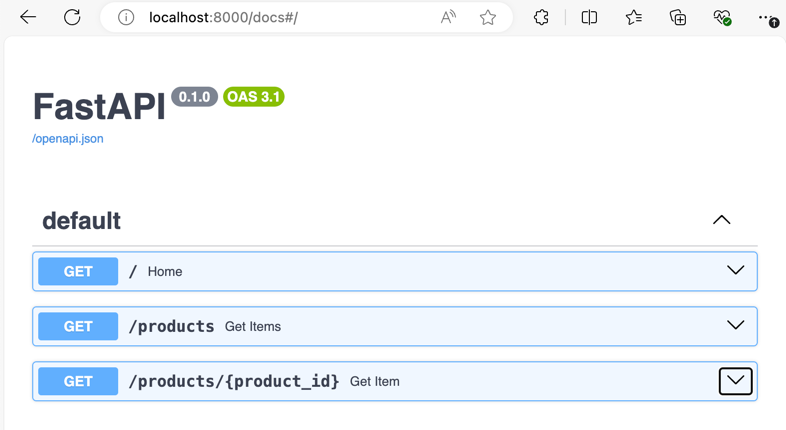 localhost:8000/docs#/
FastAPI 0.1.0 OAS 3.1
/openapi.json
default
GET / Home
GET /products Get Items
GET /products/{product_id} Get Item